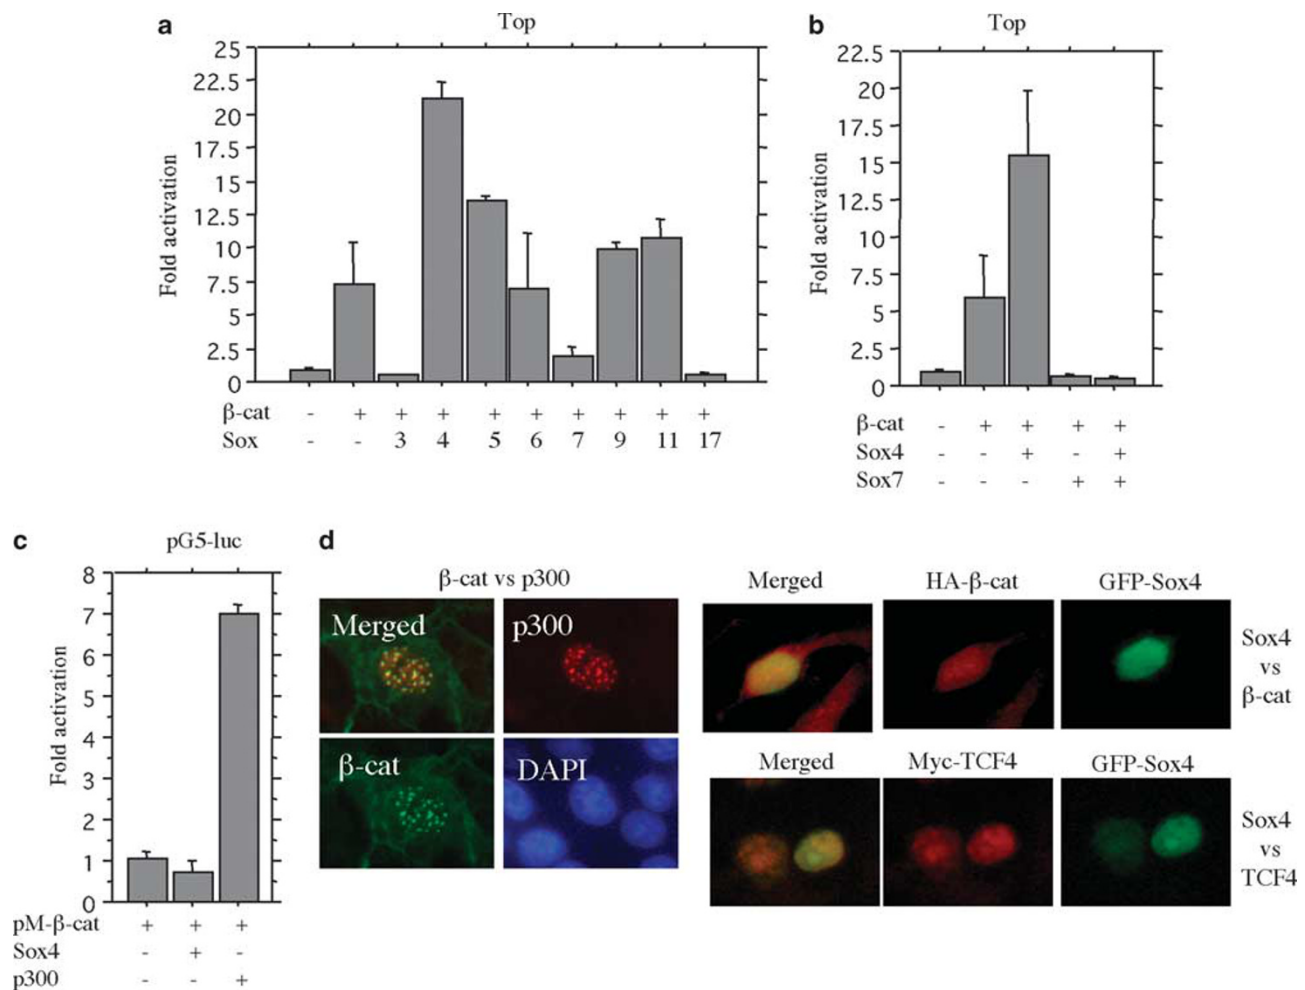 a
Top
25
22.5
20
17.5
15
12.5
10
7.5
5
2.5
0
Fold activation
β-cat - + + + + + + + + +
Sox - - 3 4 5 6 7 9 11 17
b
Top
22.5
20
17.5
15
12.5
10
7.5
5
2.5
0
Fold activation
β-cat - + + + +
Sox4 - - + - +
Sox7 - - - + +
c
pG5-luc
8
7
6
5
4
3
2
1
0
Fold activation
pM-β-cat + + +
Sox4 - + -
p300 - - +
d
β-cat vs p300
Merged
p300
β-cat
DAPI
Merged HA-β-cat GFP-Sox4
Sox4
vs
β-cat
Merged Myc-TCF4 GFP-Sox4
Sox4
vs
TCF4